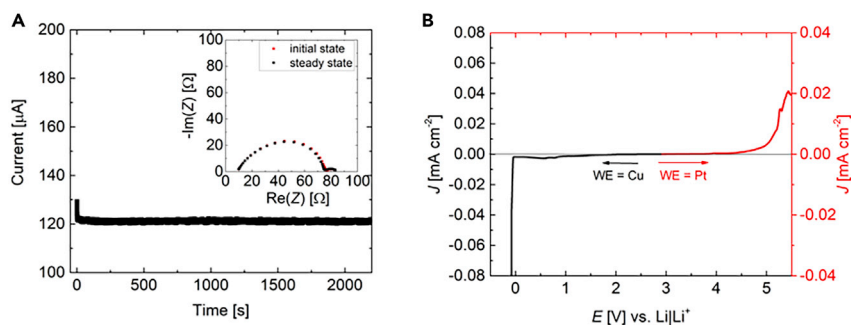 A
200
180
160
140
120
100
Current [µA]
0 500 1000 1500 2000
Time [s]
100
80
60
40
20
0
-Im(Z) [Ω]
initial state
steady state
0 20 40 60 80 100
Re(Z) [Ω]
B
0.08
0.06
0.04
0.02
0.00
-0.02
-0.04
-0.06
-0.08
J [mA cm⁻²]
WE = Cu
WE = Pt
0 1 2 3 4 5
E [V] vs. Li|Li⁺
0.04
0.02
0.00
-0.02
-0.04
J [mA cm⁻²]